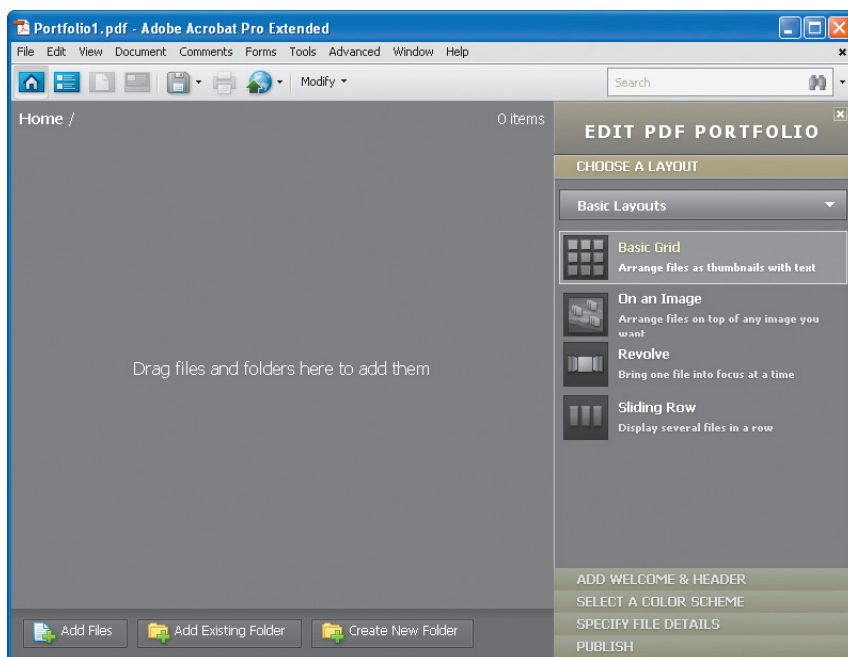 Portfolio1.pdf - Adobe Acrobat Pro Extended
File Edit View Document Comments Forms Tools Advanced Window Help
Modify
Search
Home /
0 items
EDIT PDF PORTFOLIO
CHOOSE A LAYOUT
Basic Layouts
Basic Grid
Arrange files as thumbnails with text
On an Image
Arrange files on top of any image you
want
Revolve
Bring one file into focus at a time
Sliding Row
Display several files in a row
Drag files and folders here to add them
ADD WELCOME & HEADER
SELECT A COLOR SCHEME
SPECIFY FILE DETAILS
PUBLISH
Add Files
Add Existing Folder
Create New Folder